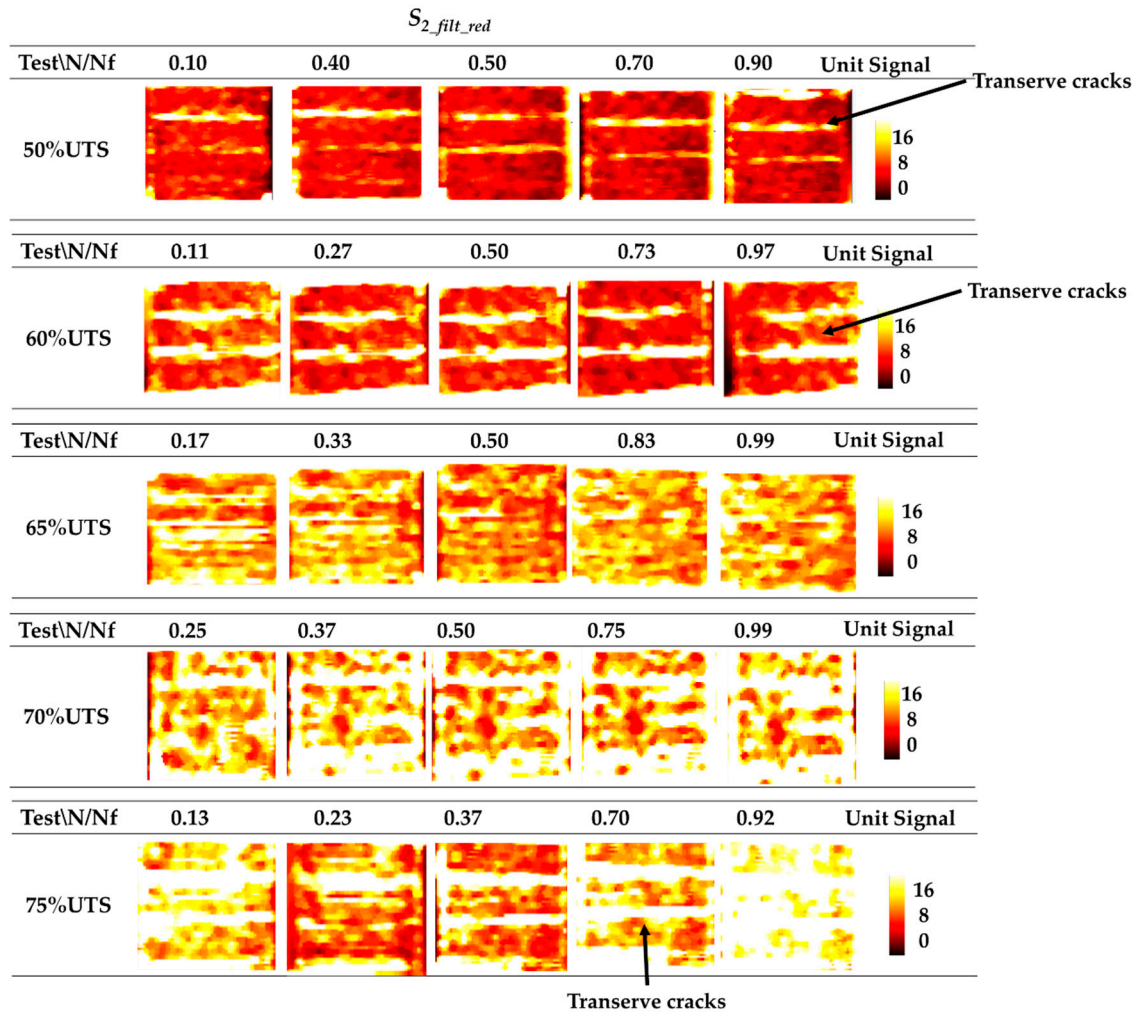 S2_filt_red
Test\N/Nf 0.10 0.40 0.50 0.70 0.90 Unit Signal
Transerve cracks
50%UTS
16
8
0
Test\N/Nf 0.11 0.27 0.50 0.73 0.97 Unit Signal
Transerve cracks
60%UTS
16
8
0
Test\N/Nf 0.17 0.33 0.50 0.83 0.99 Unit Signal
65%UTS
16
8
0
Test\N/Nf 0.25 0.37 0.50 0.75 0.99 Unit Signal
70%UTS
16
8
0
Test\N/Nf 0.13 0.23 0.37 0.70 0.92 Unit Signal
75%UTS
16
8
0
Transerve cracks